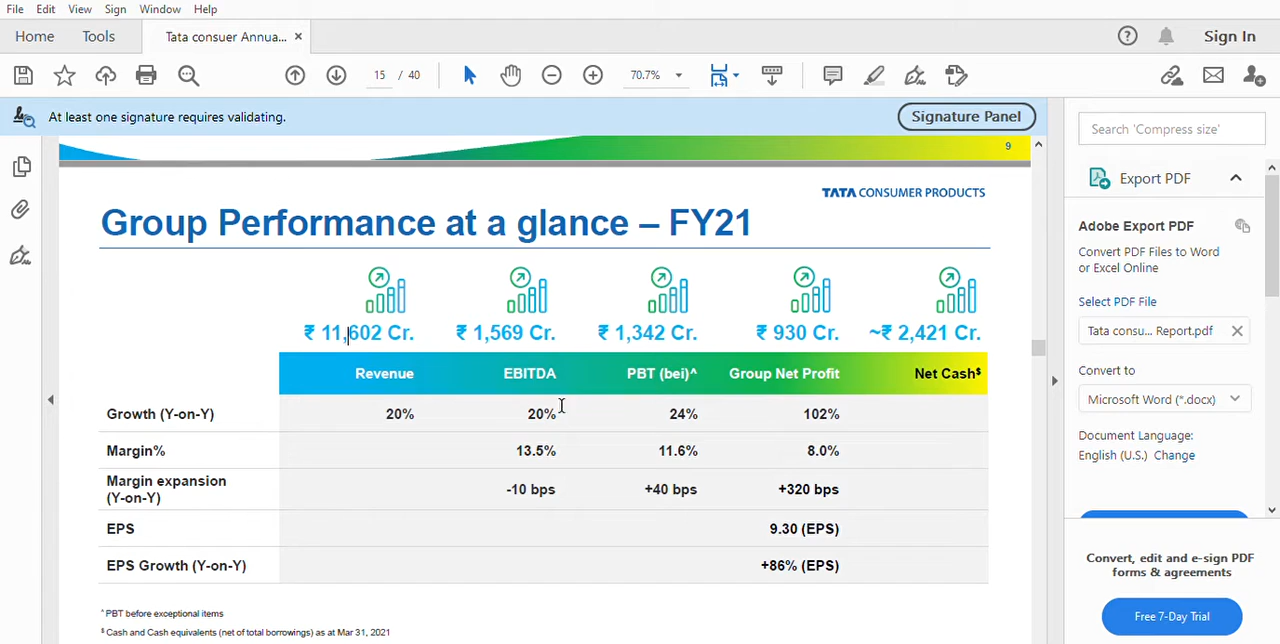 File Edit View Sign Window Help
Home Tools Tata consuer Annua... × Sign In
15 / 40 70.7%
At least one signature requires validating. Signature Panel
9
TATA CONSUMER PRODUCTS
Group Performance at a glance – FY21
₹ 11,602 Cr. ₹ 1,569 Cr. ₹ 1,342 Cr. ₹ 930 Cr. ~₹ 2,421 Cr.
Revenue EBITDA PBT (bei)^ Group Net Profit Net Cash$
Growth (Y-on-Y) 20% 20% 24% 102%
Margin% 13.5% 11.6% 8.0%
Margin expansion
(Y-on-Y) -10 bps +40 bps +320 bps
EPS 9.30 (EPS)
EPS Growth (Y-on-Y) +86% (EPS)
^ PBT before exceptional items
$ Cash and Cash equivalents (net of total borrowings) as at Mar 31, 2021
Search 'Compress size'
Export PDF
Adobe Export PDF
Convert PDF Files to Word
or Excel Online
Select PDF File
Tata consu... Report.pdf ×
Convert to
Microsoft Word (*.docx)
Document Language:
English (U.S.) Change
Convert, edit and e-sign PDF
forms & agreements
Free 7-Day Trial